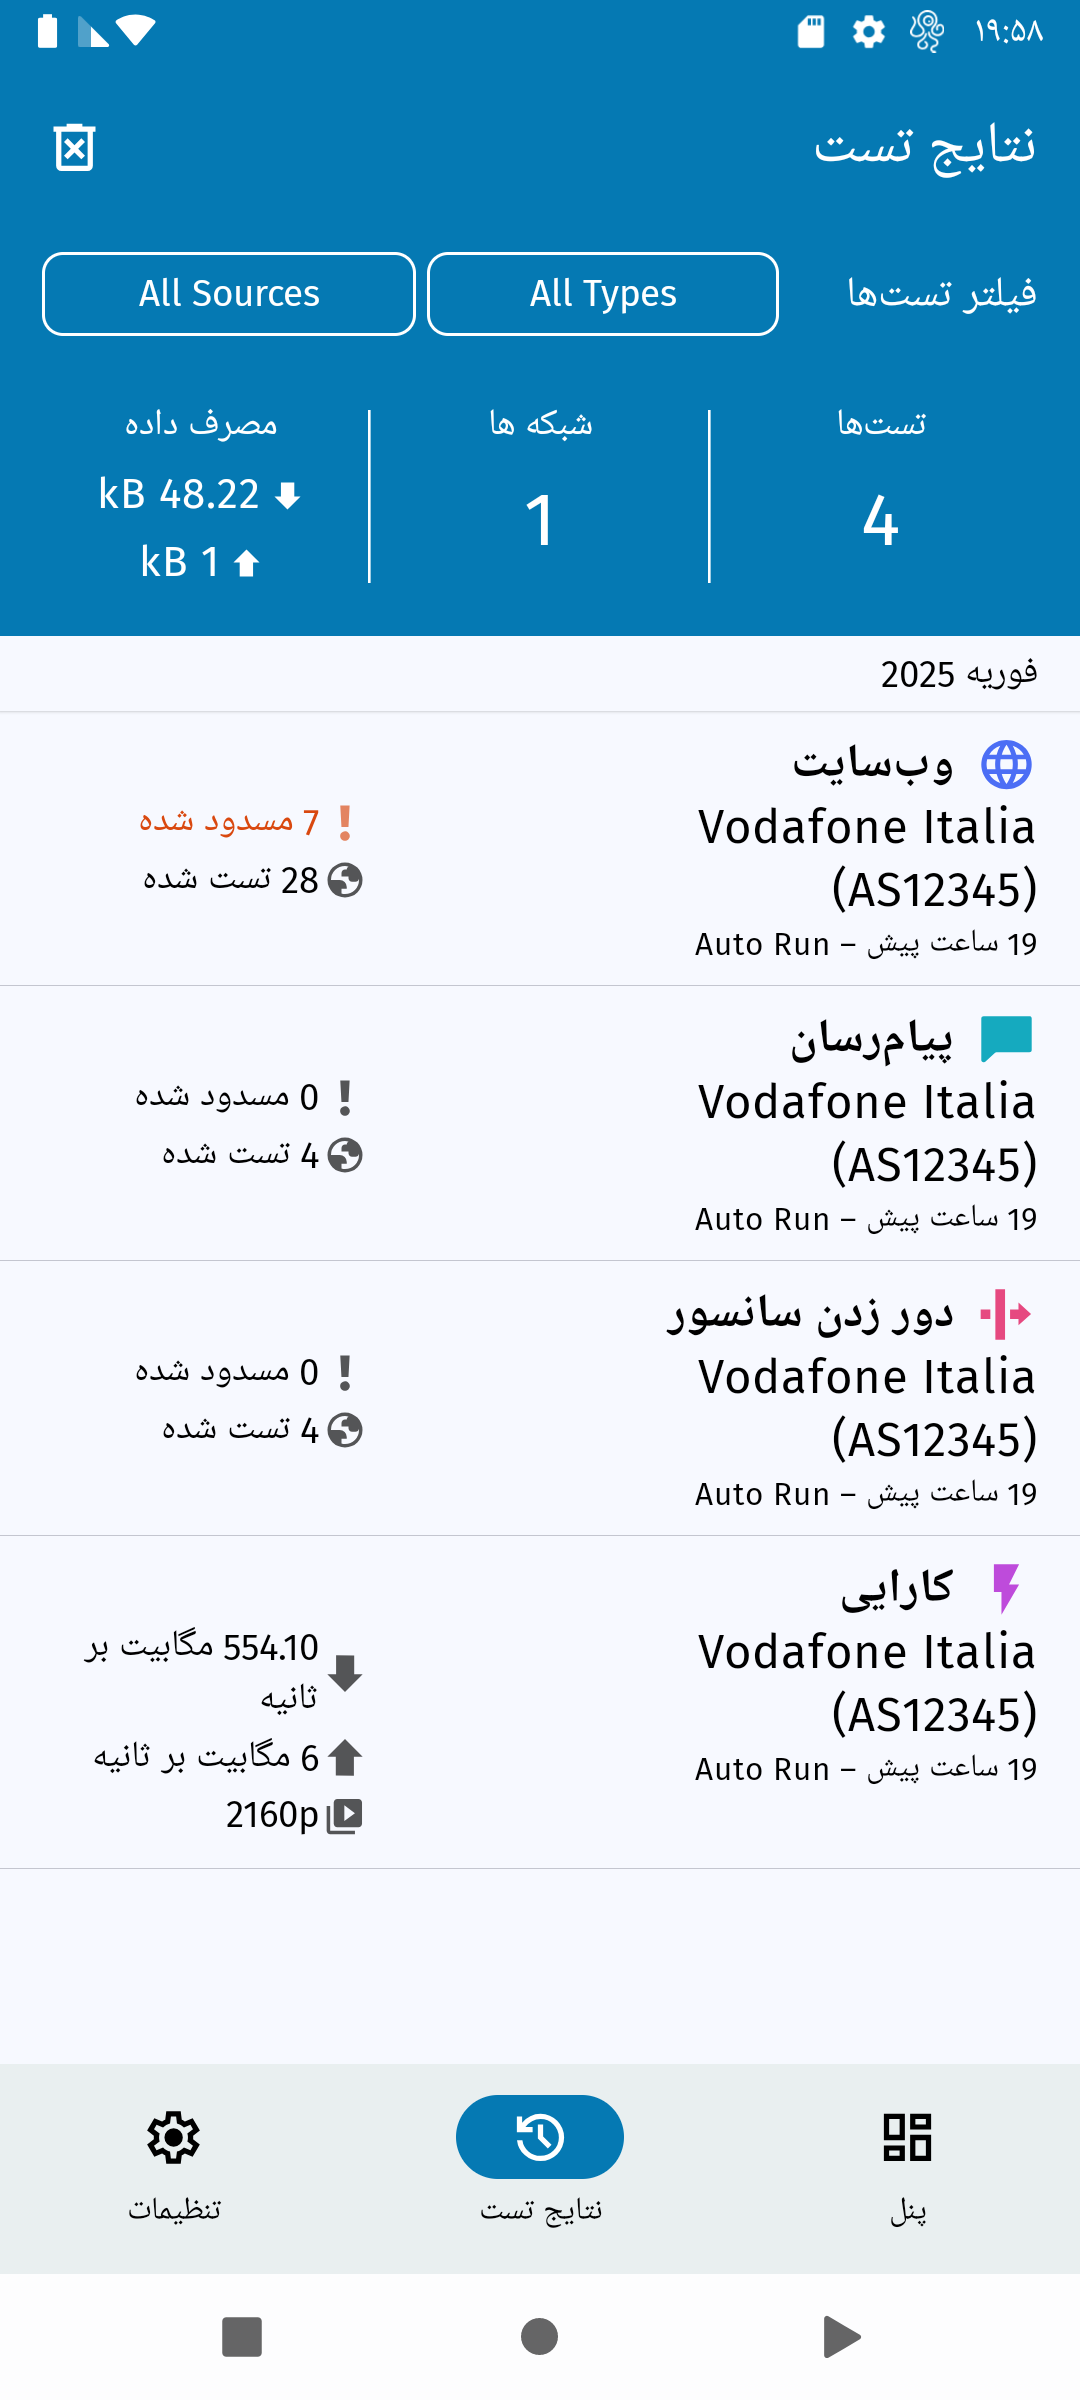 ۱۹:۵۸
نتایج تست
فیلتر تست‌ها
All Types
All Sources
تست‌ها
4
شبکه ها
1
مصرف داده
48.22 kB
1 kB
فوریه 2025
وب‌سایت
Vodafone Italia
(AS12345)
19 ساعت پیش – Auto Run
7 مسدود شده
28 تست شده
پیام‌رسان
Vodafone Italia
(AS12345)
19 ساعت پیش – Auto Run
0 مسدود شده
4 تست شده
دور زدن سانسور
Vodafone Italia
(AS12345)
19 ساعت پیش – Auto Run
0 مسدود شده
4 تست شده
کارایی
Vodafone Italia
(AS12345)
19 ساعت پیش – Auto Run
554.10 مگابیت بر
ثانیه
6 مگابیت بر ثانیه
2160p
پنل
نتایج تست
تنظیمات